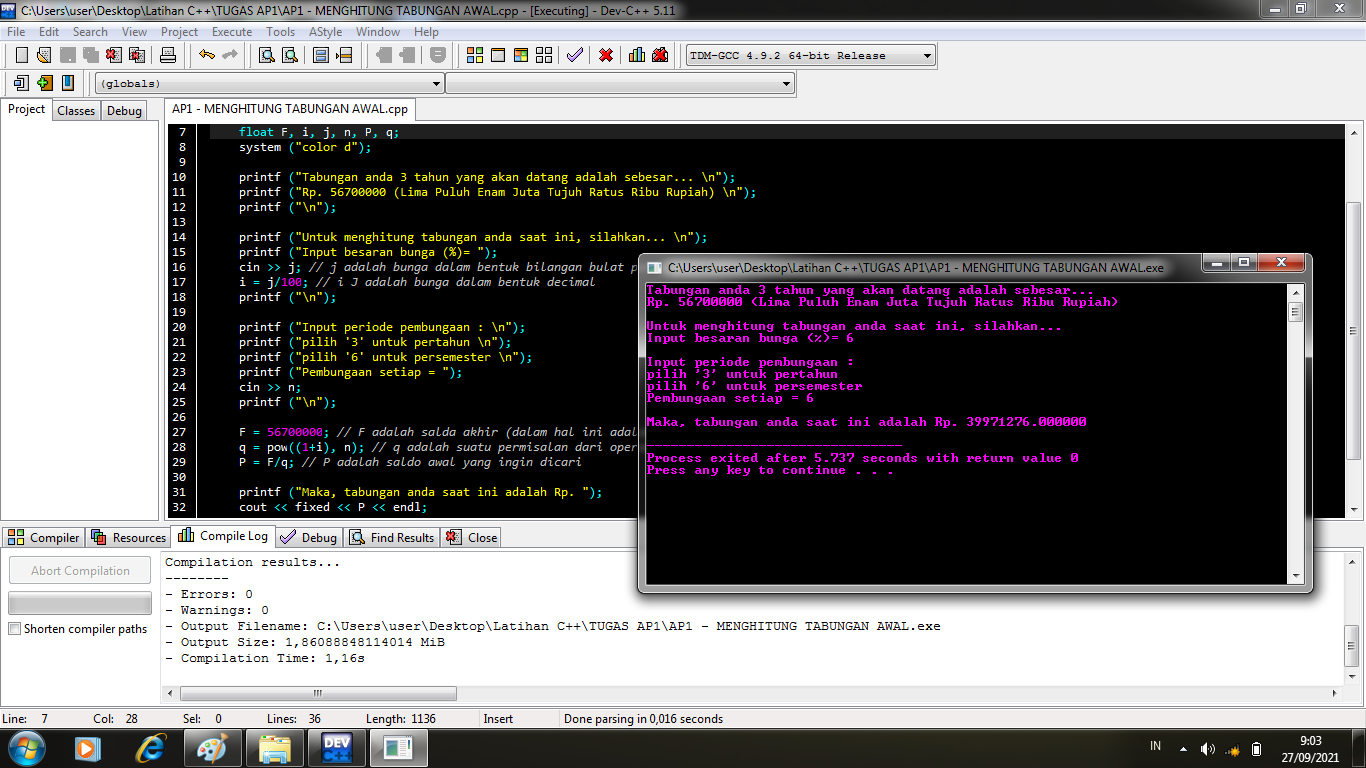 C:\Users\user\Desktop\Latihan C++\TUGAS AP1\AP1 - MENGHITUNG TABUNGAN AWAL.cpp - [Executing] - Dev-C++ 5.11
File Edit Search View Project Execute Tools AStyle Window Help
TDM-GCC 4.9.2 64-bit Release
(globals)
Project Classes Debug
AP1 - MENGHITUNG TABUNGAN AWAL.cpp
7 float F, i, j, n, P, q;
8 system ("color d");
9
10 printf ("Tabungan anda 3 tahun yang akan datang adalah sebesar... \n");
11 printf ("Rp. 56700000 (Lima Puluh Enam Juta Tujuh Ratus Ribu Rupiah) \n");
12 printf ("\n");
13
14 printf ("Untuk menghitung tabungan anda saat ini, silahkan... \n");
15 printf ("Input besaran bunga (%)= ");
16 cin >> j; // j adalah bunga dalam bentuk bilangan bulat p
17 i = j/100; // i J adalah bunga dalam bentuk decimal
18 printf ("\n");
19
20 printf ("Input periode pembungaan : \n");
21 printf ("pilih '3' untuk pertahun \n");
22 printf ("pilih '6' untuk persemester \n");
23 printf ("Pembungaan setiap = ");
24 cin >> n;
25 printf ("\n");
26
27 F = 56700000; // F adalah salda akhir (dalam hal ini adal
28 q = pow((1+i), n); // q adalah suatu permisalan dari oper
29 P = F/q; // P adalah saldo awal yang ingin dicari
30
31 printf ("Maka, tabungan anda saat ini adalah Rp. ");
32 cout << fixed << P << endl;
C:\Users\user\Desktop\Latihan C++\TUGAS AP1\AP1 - MENGHITUNG TABUNGAN AWAL.exe
Tabungan anda 3 tahun yang akan datang adalah sebesar...
Rp. 56700000 (Lima Puluh Enam Juta Tujuh Ratus Ribu Rupiah)
Untuk menghitung tabungan anda saat ini, silahkan...
Input besaran bunga (%)= 6
Input periode pembungaan :
pilih '3' untuk pertahun
pilih '6' untuk persemester
Pembungaan setiap = 6
Maka, tabungan anda saat ini adalah Rp. 39971276.000000
--------------------------------
Process exited after 5.737 seconds with return value 0
Press any key to continue . . .
Compiler Resources Compile Log Debug Find Results Close
Abort Compilation
Shorten compiler paths
Compilation results...
--------
- Errors: 0
- Warnings: 0
- Output Filename: C:\Users\user\Desktop\Latihan C++\TUGAS AP1\AP1 - MENGHITUNG TABUNGAN AWAL.exe
- Output Size: 1,86088848114014 MiB
- Compilation Time: 1,16s
Line: 7 Col: 28 Sel: 0 Lines: 36 Length: 1136 Insert Done parsing in 0,016 seconds
DEV C++
IN
9:03
27/09/2021